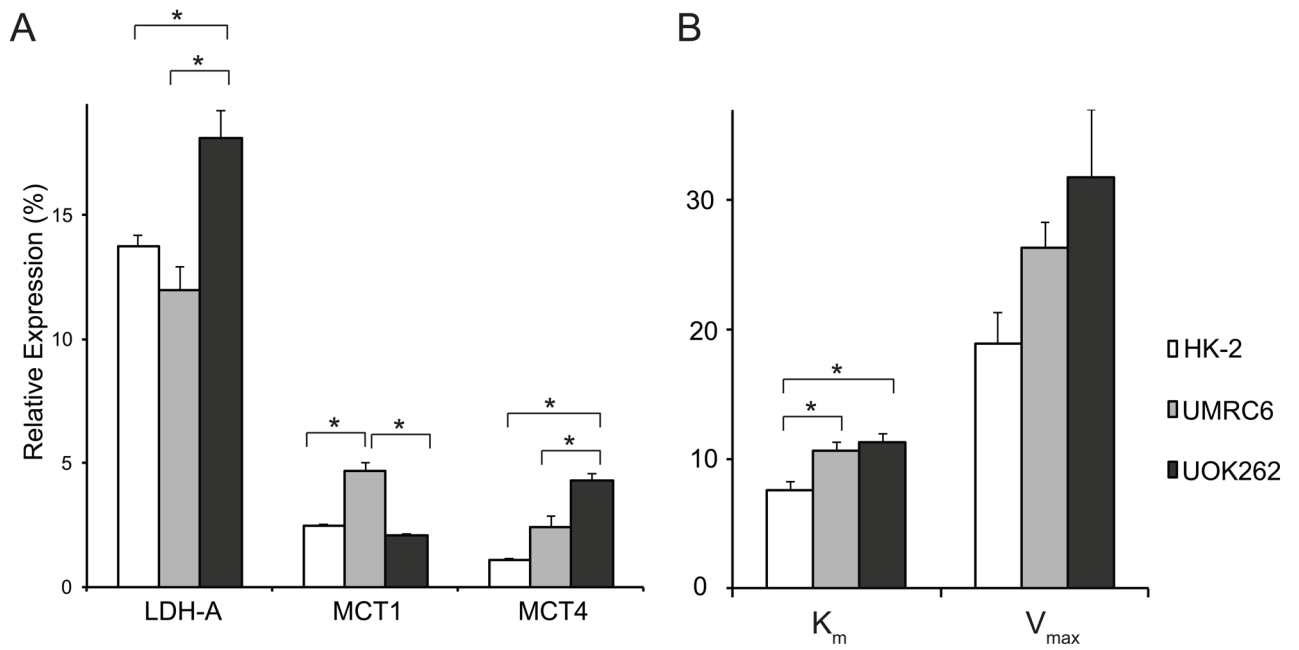 A
*
*
Relative Expression (%)
15
10
5
0
*
*
*
*
LDH-A
MCT1
MCT4
B
30
20
10
0
*
*
Km
Vmax
HK-2
UMRC6
UOK262